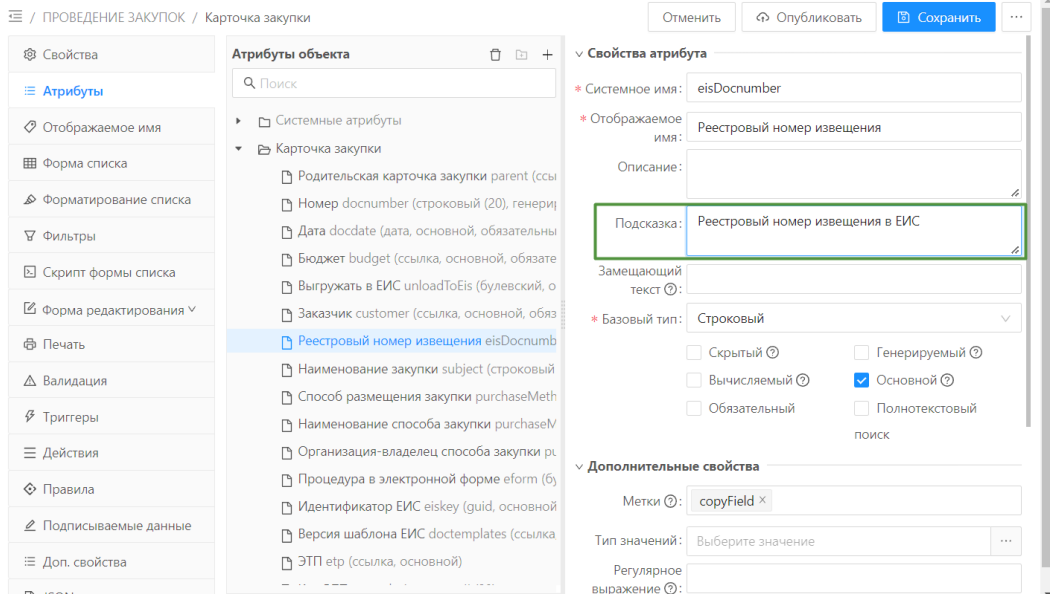 / ПРОВЕДЕНИЕ ЗАКУПОК / Карточка закупки
Отменить
Опубликовать
Сохранить
Свойства
Атрибуты
Отображаемое имя
Форма списка
Форматирование списка
Фильтры
Скрипт формы списка
Форма редактирования
Печать
Валидация
Триггеры
Действия
Правила
Подписываемые данные
Доп. свойства
Атрибуты объекта
Поиск
Системные атрибуты
Карточка закупки
Родительская карточка закупки parent (ссы
Номер docnumber (строковый (20), генерир
Дата docdate (дата, основной, обязательны
Бюджет budget (ссылка, основной, обязате
Выгружать в ЕИС unloadToEis (булевский, о
Заказчик customer (ссылка, основной, обяз
Реестровый номер извещения eisDocnumb
Наименование закупки subject (строковый
Способ размещения закупки purchaseMeth
Наименование способа закупки purchaseM
Организация-владелец способа закупки pu
Процедура в электронной форме eform (бу
Идентификатор ЕИС eiskey (guid, основной
Версия шаблона ЕИС doctemplates (ссылка,
ЭТП etp (ссылка, основной)
Свойства атрибута
* Системное имя: eisDocnumber
* Отображаемое имя: Реестровый номер извещения
Описание:
Подсказка: Реестровый номер извещения в ЕИС
Замещающий
текст ?:
* Базовый тип: Строковый
Скрытый ?
Генерируемый ?
Вычисляемый ?
Основной ?
Обязательный
Полнотекстовый
поиск
Дополнительные свойства
Метки ?: copyField ×
Тип значений: Выберите значение ...
Регулярное
выражение ?: